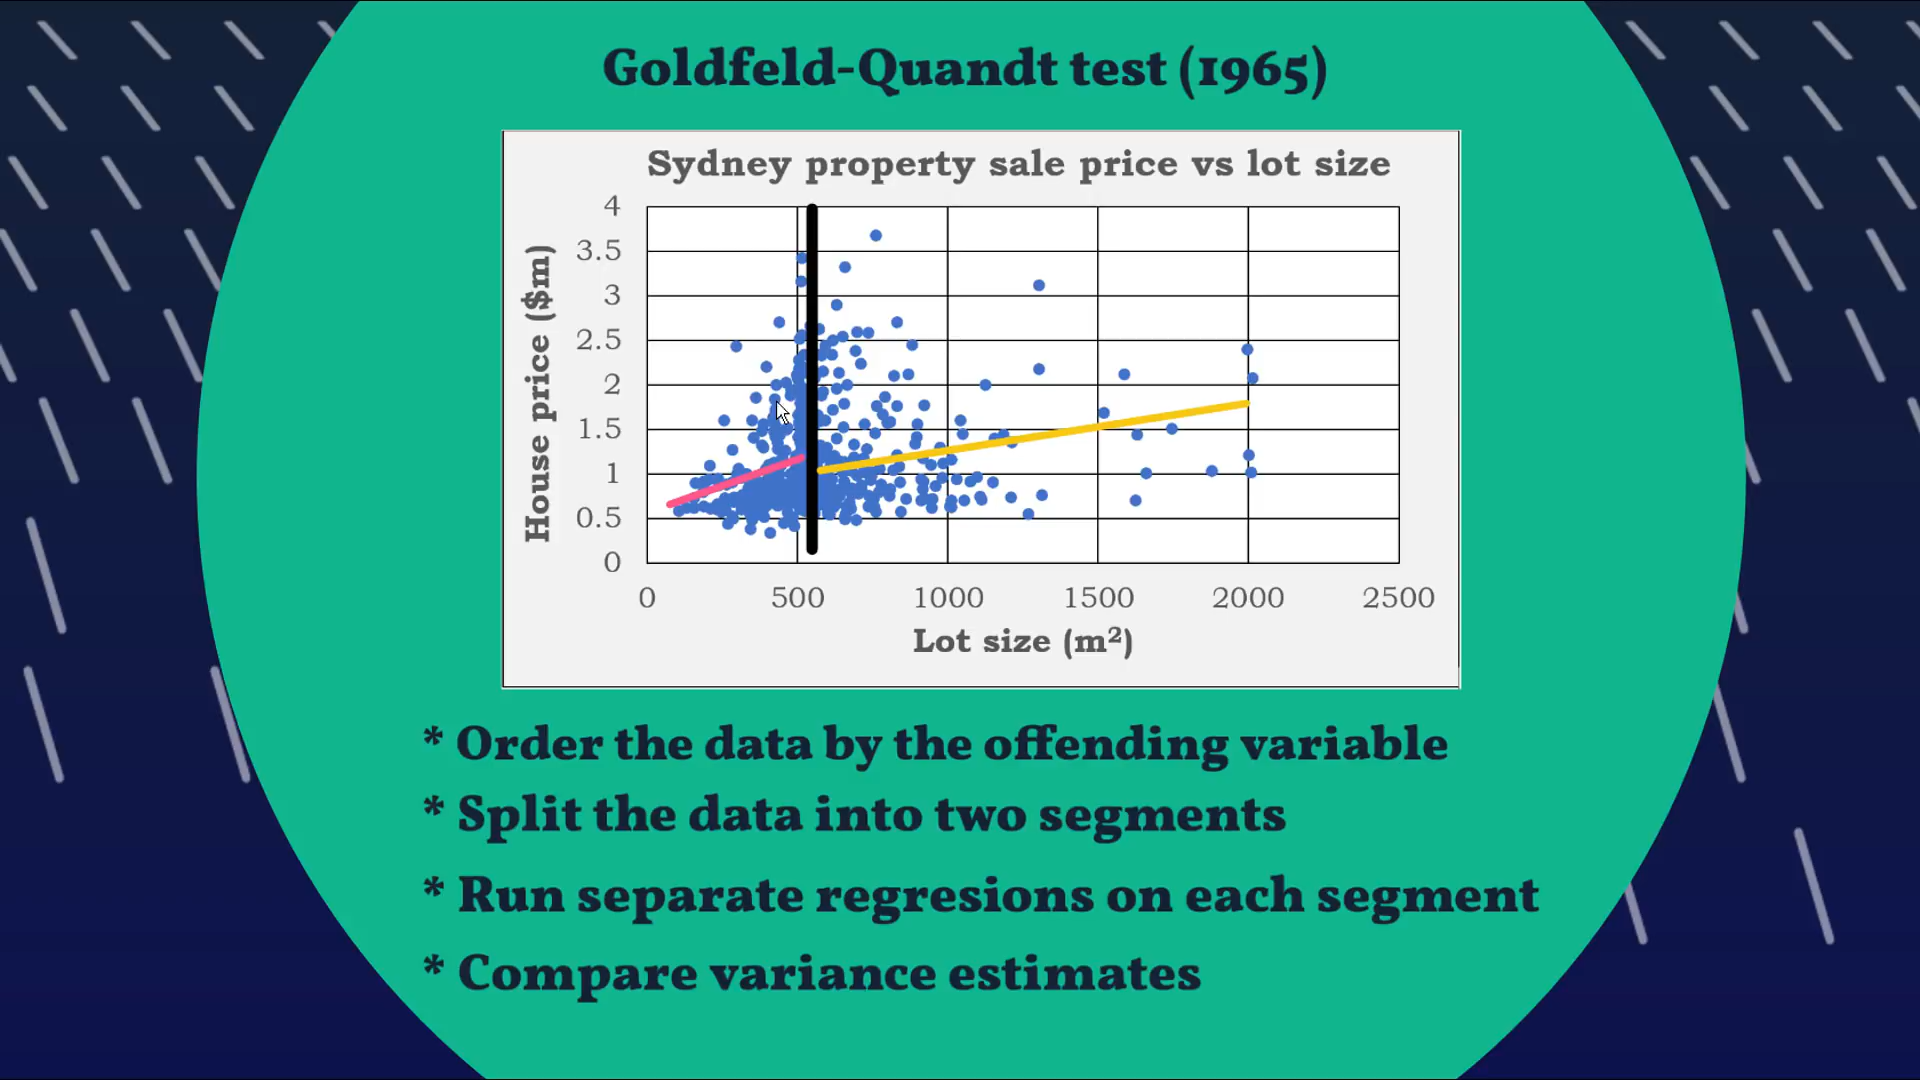 Goldfeld-Quandt test (1965)
Sydney property sale price vs lot size
4
3.5
3
2.5
2
1.5
1
0.5
0
House price ($m)
0 500 1000 1500 2000 2500
Lot size (m²)
* Order the data by the offending variable
* Split the data into two segments
* Run separate regresions on each segment
* Compare variance estimates